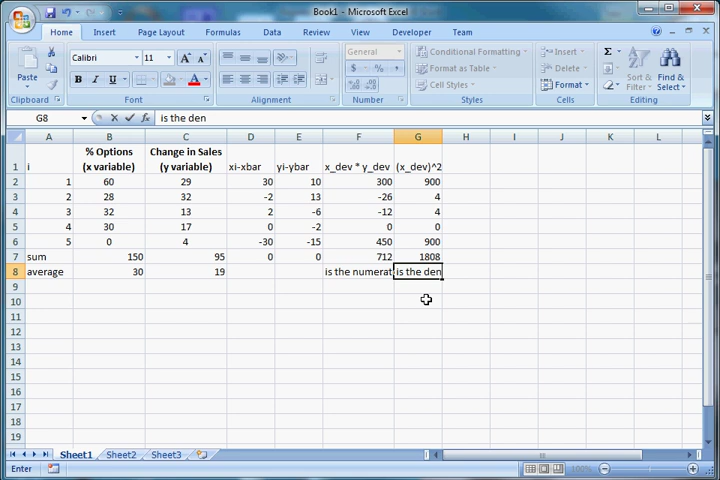 Book1 - Microsoft Excel
Home Insert Page Layout Formulas Data Review View Developer Team
Paste
Clipboard
Calibri 11
B I U
Font
Alignment
General
$ % ,
Number
Conditional Formatting
Format as Table
Cell Styles
Styles
Insert
Delete
Format
Cells
Σ
Sort & Filter
Find & Select
Editing
G8 fx is the den
A B C D E F G H I J K L
1 i % Options (x variable) Change in Sales (y variable) xi-xbar yi-ybar x_dev * y_dev (x_dev)^2
2 1 60 29 30 10 300 900
3 2 28 32 -2 13 -26 4
4 3 32 13 2 -6 -12 4
5 4 30 17 0 -2 0 0
6 5 0 4 -30 -15 450 900
7 sum 150 95 0 0 712 1808
8 average 30 19 is the numerat is the den
9
10
11
12
13
14
15
16
17
18
19
Sheet1 Sheet2 Sheet3
Enter 100%